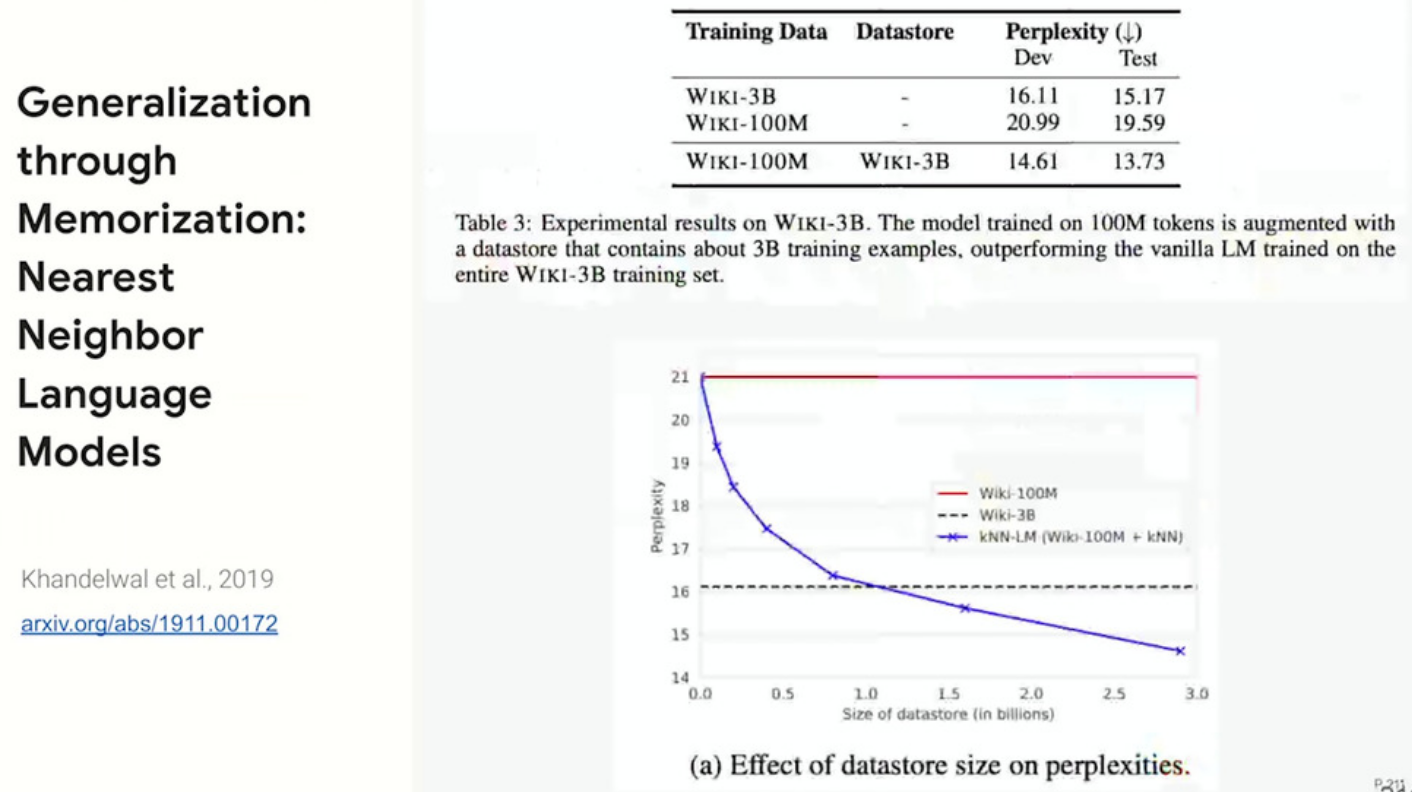 Generalization
through
Memorization:
Nearest
Neighbor
Language
Models
Khandelwal et al., 2019
arxiv.org/abs/1911.00172
Training Data Datastore Perplexity (↓)
Dev Test
WIKI-3B - 16.11 15.17
WIKI-100M - 20.99 19.59
WIKI-100M WIKI-3B 14.61 13.73
Table 3: Experimental results on WIKI-3B. The model trained on 100M tokens is augmented with
a datastore that contains about 3B training examples, outperforming the vanilla LM trained on the
entire WIKI-3B training set.
21
20
19
18
17
16
15
14
Perplexity
Wiki-100M
Wiki-3B
kNN-LM (Wiki-100M + kNN)
0.0 0.5 1.0 1.5 2.0 2.5 3.0
Size of datastore (in billions)
(a) Effect of datastore size on perplexities.